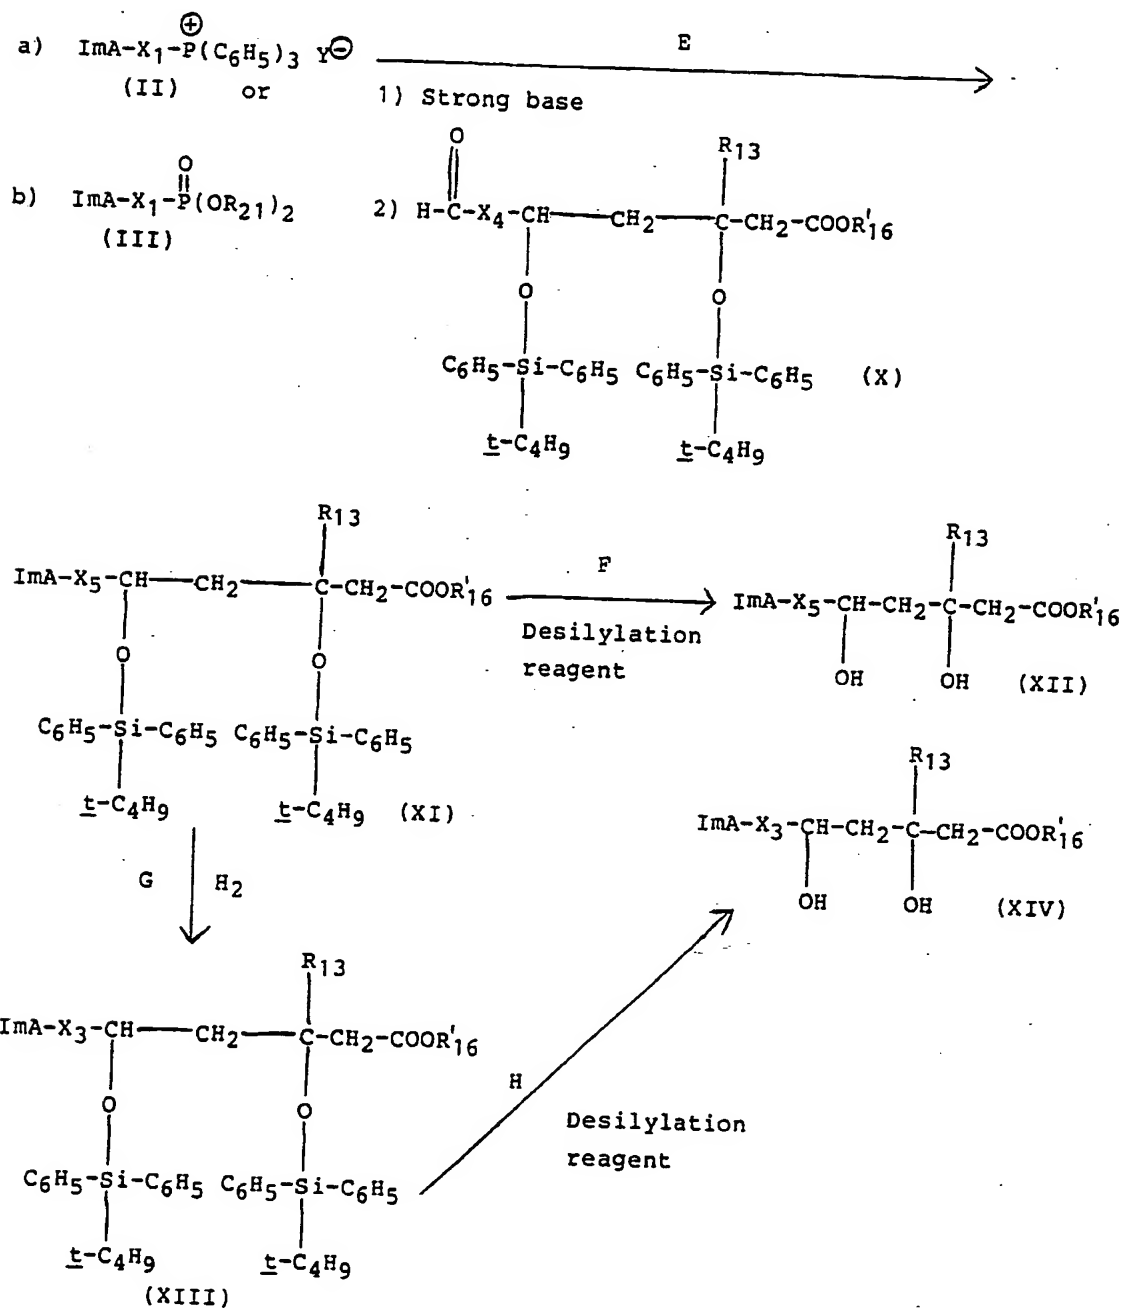 a) ImA-X1-P⊕(C6H5)3 Y⊖
E
(II) or
1) Strong base
b) ImA-X1-P(OR21)2
O
(III)
O
R13
2) H-C-X4-CH-CH2-C-CH2-COOR'16
O O
C6H5-Si-C6H5 C6H5-Si-C6H5 (X)
t-C4H9 t-C4H9
R13
ImA-X5-CH-CH2-C-CH2-COOR'16
O O
C6H5-Si-C6H5 C6H5-Si-C6H5
t-C4H9 t-C4H9 (XI)
F
Desilylation
reagent
R13
ImA-X5-CH-CH2-C-CH2-COOR'16
OH OH (XII)
G H2
R13
ImA-X3-CH-CH2-C-CH2-COOR'16
OH OH (XIV)
R13
ImA-X3-CH-CH2-C-CH2-COOR'16
O O
C6H5-Si-C6H5 C6H5-Si-C6H5
t-C4H9 t-C4H9
(XIII)
H
Desilylation
reagent